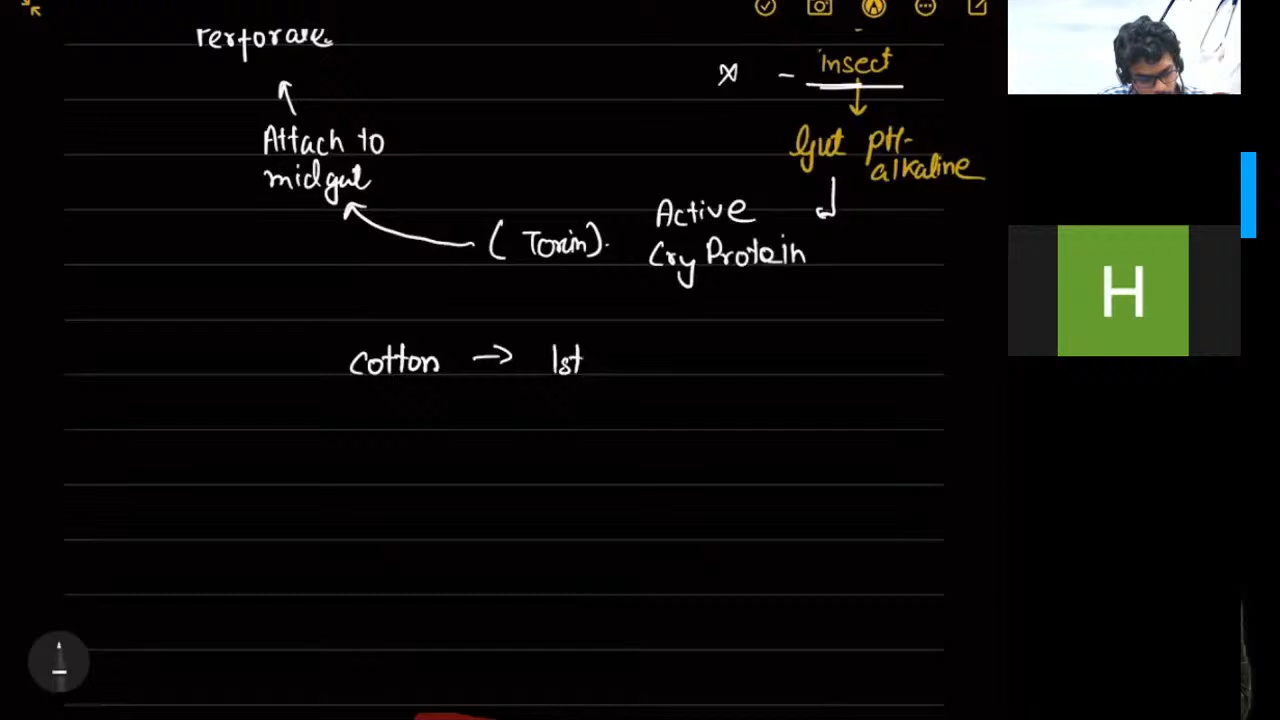 Perforate.
x - insect
Attach to
midgut
Gut pH-
alkaline
Active
(Toxin).
Cry Protein
cotton → 1st
H